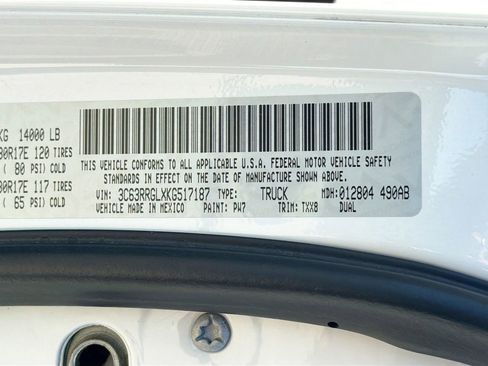 KG 14000 LB
80R17E 120 TIRES
( 80 PSI) COLD
80R17E 117 TIRES
( 65 PSI) COLD
THIS VEHICLE CONFORMS TO ALL APPLICABLE U.S.A. FEDERAL MOTOR VEHICLE SAFETY
STANDARDS IN EFFECT ON THE DATE OF MANUFACTURE SHOWN ABOVE.
VIN: 3C63RRGLXKG517187 TYPE: TRUCK MDH: 012804 490AB
VEHICLE MADE IN MEXICO PAINT: PW7 TRIM: TXX8 DUAL